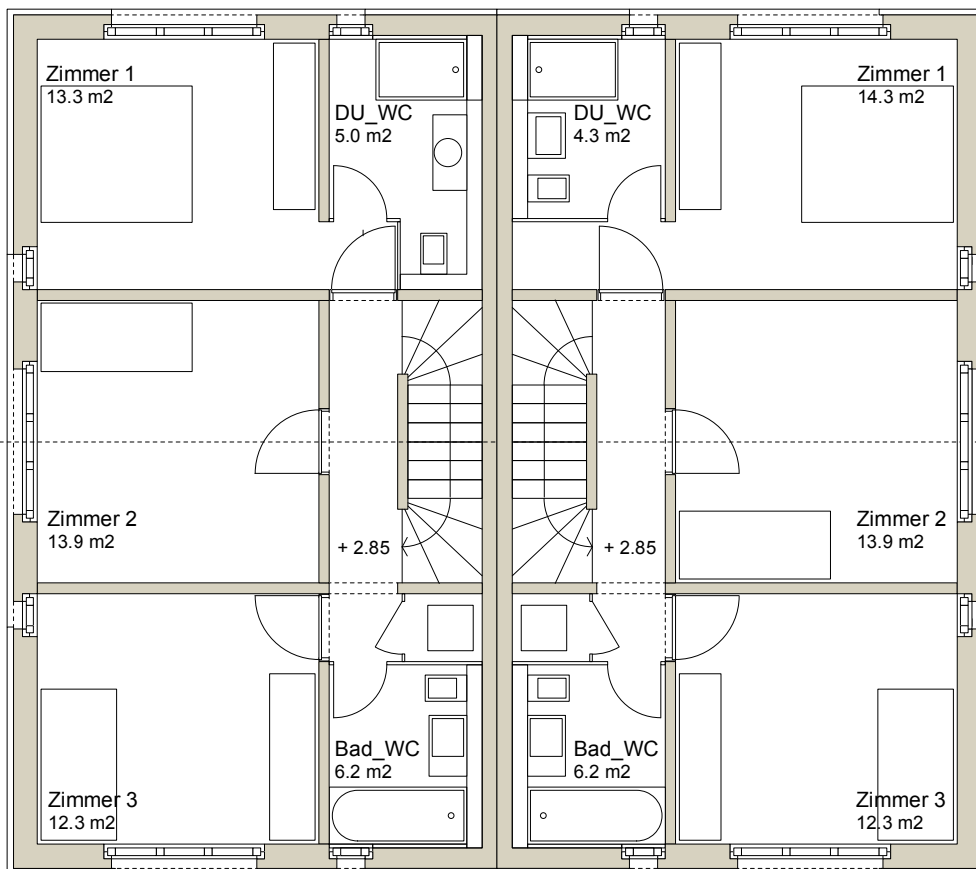 Zimmer 1
13.3 m2
DU_WC
5.0 m2
DU_WC
4.3 m2
Zimmer 1
14.3 m2
Zimmer 2
13.9 m2
+ 2.85
+ 2.85
Zimmer 2
13.9 m2
Zimmer 3
12.3 m2
Bad_WC
6.2 m2
Bad_WC
6.2 m2
Zimmer 3
12.3 m2